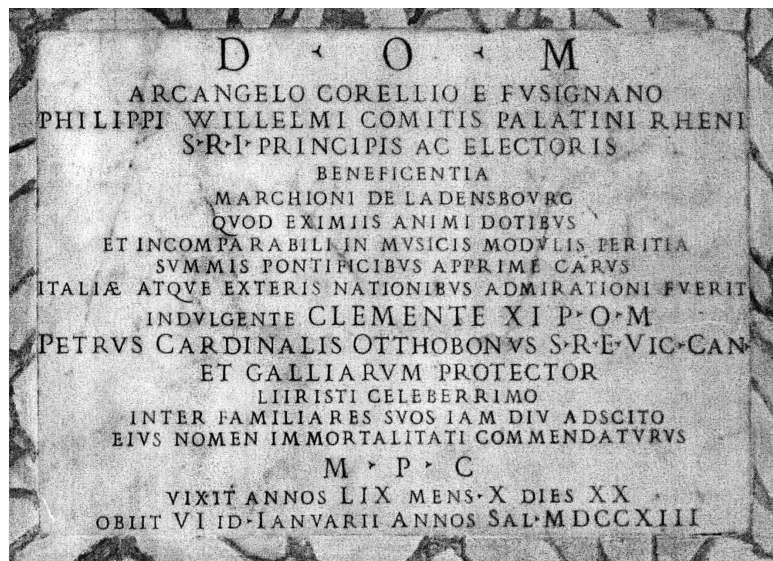 D · O · M
ARCANGELO CORELLIO E FVSIGNANO
PHILIPPI WILLELMI COMITIS PALATINI RHENI
S·R·I·PRINCIPIS AC ELECTORIS
BENEFICENTIA
MARCHIONI DE LADENSBOVRG
QVOD EXIMIIS ANIMI DOTIBVS
ET INCOMPARABILI IN MVSICIS MODVLIS PERITIA
SVMMIS PONTIFICIBVS APPRIME CARVS
ITALIÆ ATQVE EXTERIS NATIONIBVS ADMIRATIONI FVERIT
INDVLGENTE CLEMENTE XI P·O·M
PETRVS CARDINALIS OTTHOBONVS S·R·E·VIC·CAN·
ET GALLIARVM PROTECTOR
LIIRISTI CELEBERRIMO
INTER FAMILIARES SVOS IAM DIV ADSCITO
EIVS NOMEN IMMORTALITATI COMMENDATVRVS
M · P · C
VIXIT ANNOS LIX MENS·X DIES XX
OBIIT VI ID·IANVARII ANNOS SAL·MDCCXIII